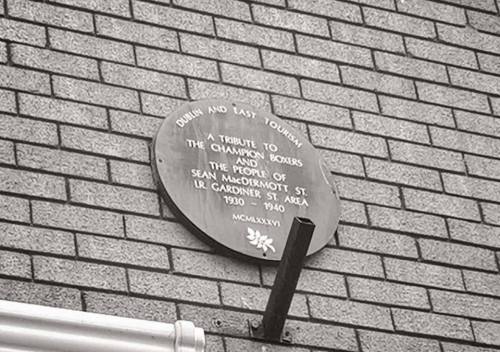 DUBLIN AND EAST TOURISM
A TRIBUTE TO
THE CHAMPION BOXERS
AND
THE PEOPLE OF
SEAN MacDERMOTT ST.
LR. GARDINER ST. AREA
1930 – 1940
MCMLXXXVI